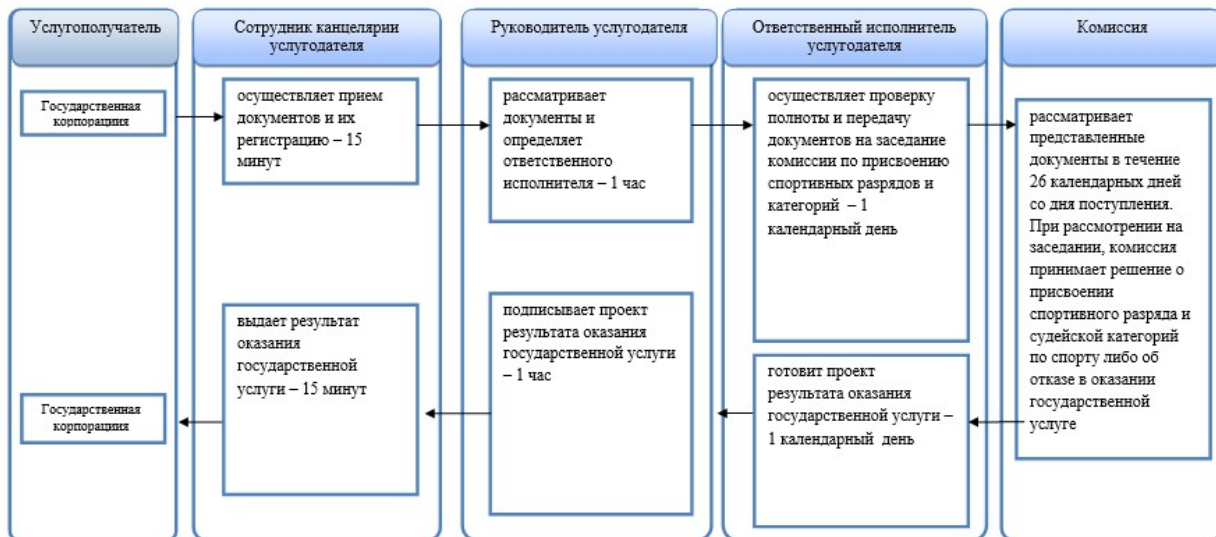 Услугополучатель
Сотрудник канцелярии
услугодателя
Руководитель услугодателя
Ответственный исполнитель
услугодателя
Комиссия
Государственная
корпорация
осуществляет прием
документов и их
регистрацию – 15
минут
рассматривает
документы и
определяет
ответственного
исполнителя – 1 час
осуществляет проверку
полноты и передачу
документов на заседание
комиссии по присвоению
спортивных разрядов и
категорий – 1
календарный день
рассматривает
представленные
документы в течение
26 календарных дней
со дня поступления.
При рассмотрении на
заседании, комиссия
принимает решение о
присвоении
спортивного разряда и
судейской категорий
по спорту либо об
отказе в оказании
государственной
услуге
Государственная
корпорация
выдает результат
оказания
государственной
услуги – 15 минут
подписывает проект
результата оказания
государственной услуги
– 1 час
готовит проект
результата оказания
государственной услуги –
1 календарный день